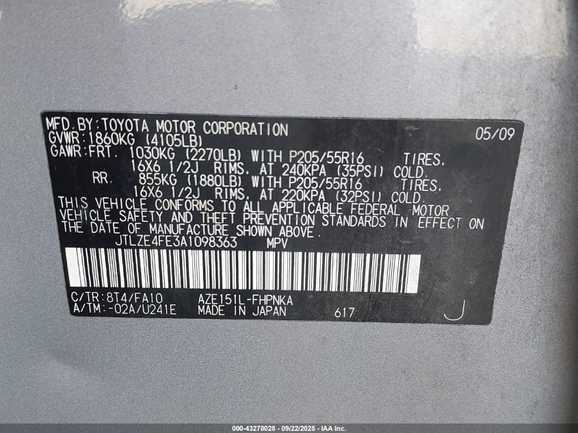 MFD. BY: TOYOTA MOTOR CORPORATION 05/09
GVWR: 1860KG (4105LB)
GAWR: FRT. 1030KG (2270LB) WITH P205/55R16 TIRES.
16X6 1/2J RIMS. AT 240KPA (35PSI) COLD.
RR. 855KG (1880LB) WITH P205/55R16 TIRES.
16X6 1/2J RIMS. AT 220KPA (32PSI) COLD.
THIS VEHICLE CONFORMS TO ALL APPLICABLE FEDERAL MOTOR
VEHICLE SAFETY AND THEFT PREVENTION STANDARDS IN EFFECT ON
THE DATE OF MANUFACTURE SHOWN ABOVE.
JTLZE4FE3A1098363 MPV
C/TR: 8T4/FA10 AZE151L-FHPNKA
A/TM: -02A/U241E MADE IN JAPAN 617 J
000-43278028 - 09/22/2025 - IAA Inc.